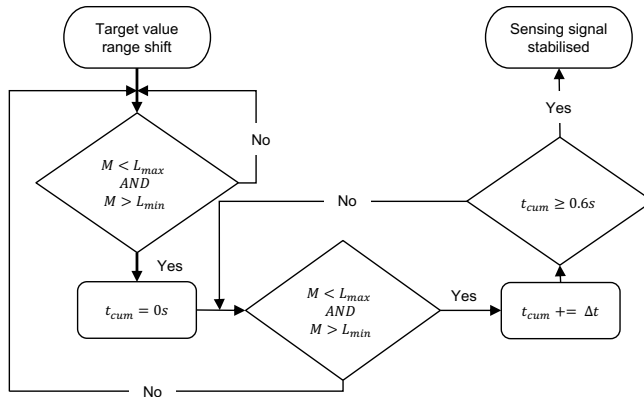 Target value
range shift
Sensing signal
stabilised
Yes
No
M < L_max
AND
M > L_min
No
t_cum ≥ 0.6s
Yes
t_cum = 0s
M < L_max
AND
M > L_min
Yes
t_cum += Δt
No